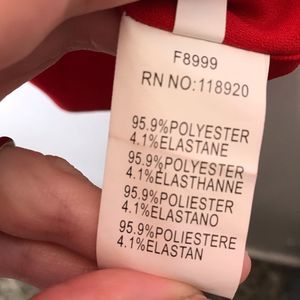 F8999
RN NO:118920
95.9%POLYESTER
4.1%ELASTANE
95.9%POLYESTER
4.1%ELASTHANNE
95.9%POLIESTER
4.1%ELASTANO
95.9%POLIESTERE
4.1%ELASTAN